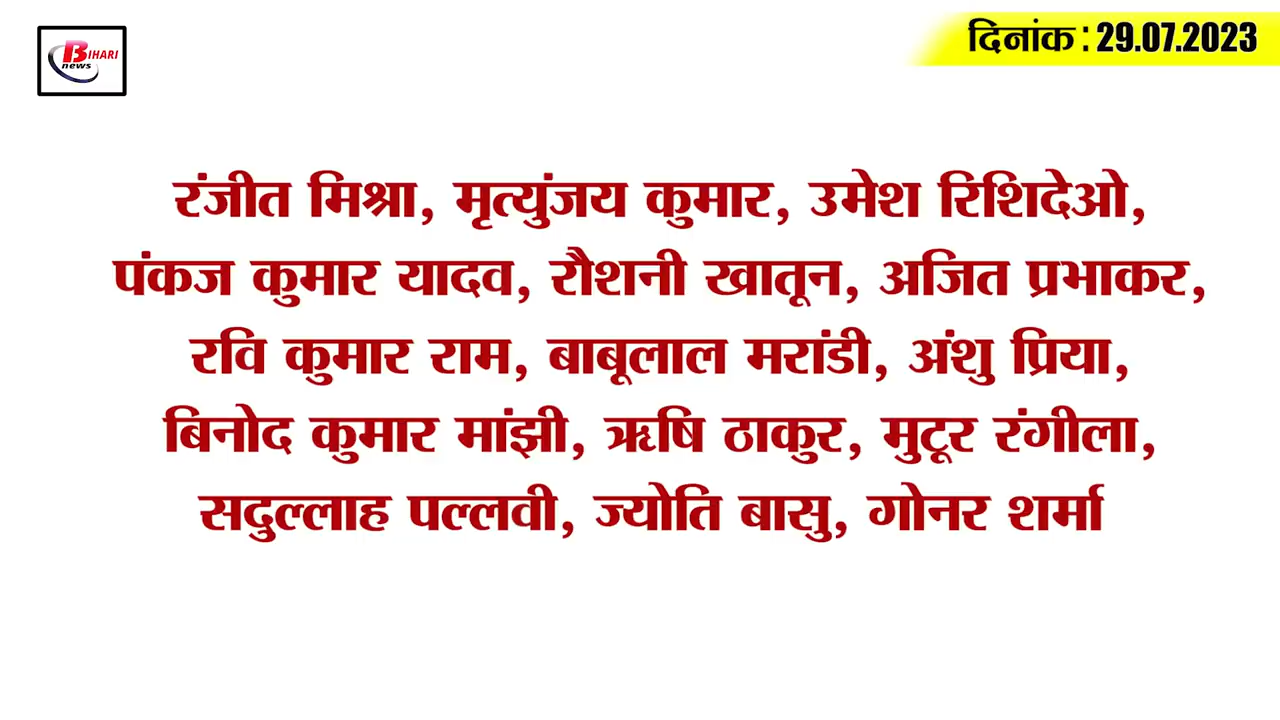 BIHARI
news
दिनांक : 29.07.2023
रंजीत मिश्रा, मृत्युंजय कुमार, उमेश रिशिदेओ,
पंकज कुमार यादव, रौशनी खातून, अजित प्रभाकर,
रवि कुमार राम, बाबूलाल मरांडी, अंशु प्रिया,
बिनोद कुमार मांझी, ऋषि ठाकुर, मुटूर रंगीला,
सदुल्लाह पल्लवी, ज्योति बासु, गोनर शर्मा